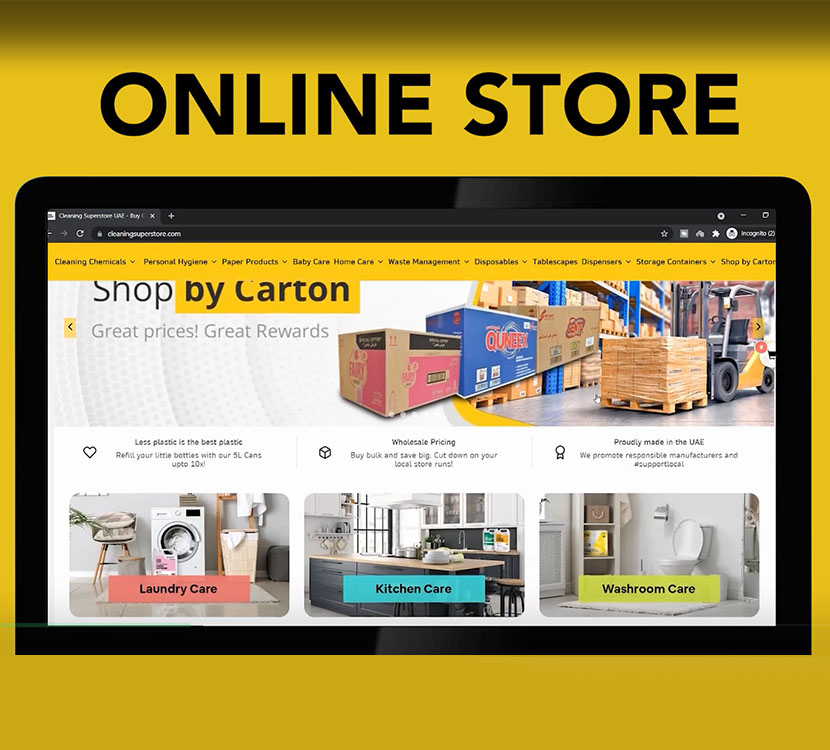 ONLINE STORE
Cleaning Superstore UAE - Buy C
cleaningsuperstore.com
Incognito (2)
Cleaning Chemicals Personal Hygiene Paper Products Baby Care Home Care Waste Management Disposables Tablescapes Dispensers Storage Containers Shop by Carton
Shop by Carton
Great prices! Great Rewards
SPECIAL OFFER
QUNEEX
Less plastic is the best plastic
Refill your little bottles with our 5L Cans
upto 10x!
Wholesale Pricing
Buy bulk and save big. Cut down on your
local store runs!
Proudly made in the UAE
We promote responsible manufacturers and
#supportlocal
Laundry Care
Kitchen Care
Washroom Care